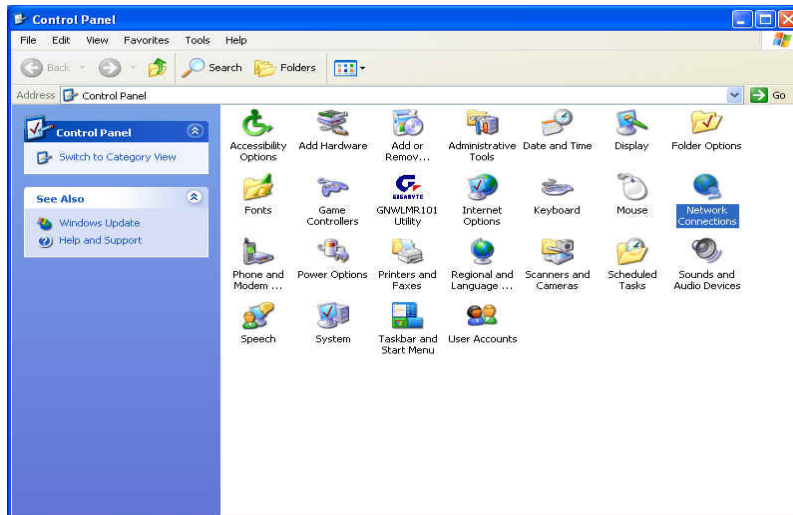 Control Panel
File Edit View Favorites Tools Help
Back Search Folders
Address Control Panel Go
Control Panel
Switch to Category View
See Also
Windows Update
Help and Support
Accessibility Options
Add Hardware
Add or Remov...
Administrative Tools
Date and Time
Display
Folder Options
Fonts
Game Controllers
GIGABYTE
GNWLMR101 Utility
Internet Options
Keyboard
Mouse
Network Connections
Phone and Modem ...
Power Options
Printers and Faxes
Regional and Language ...
Scanners and Cameras
Scheduled Tasks
Sounds and Audio Devices
Speech
System
Taskbar and Start Menu
User Accounts